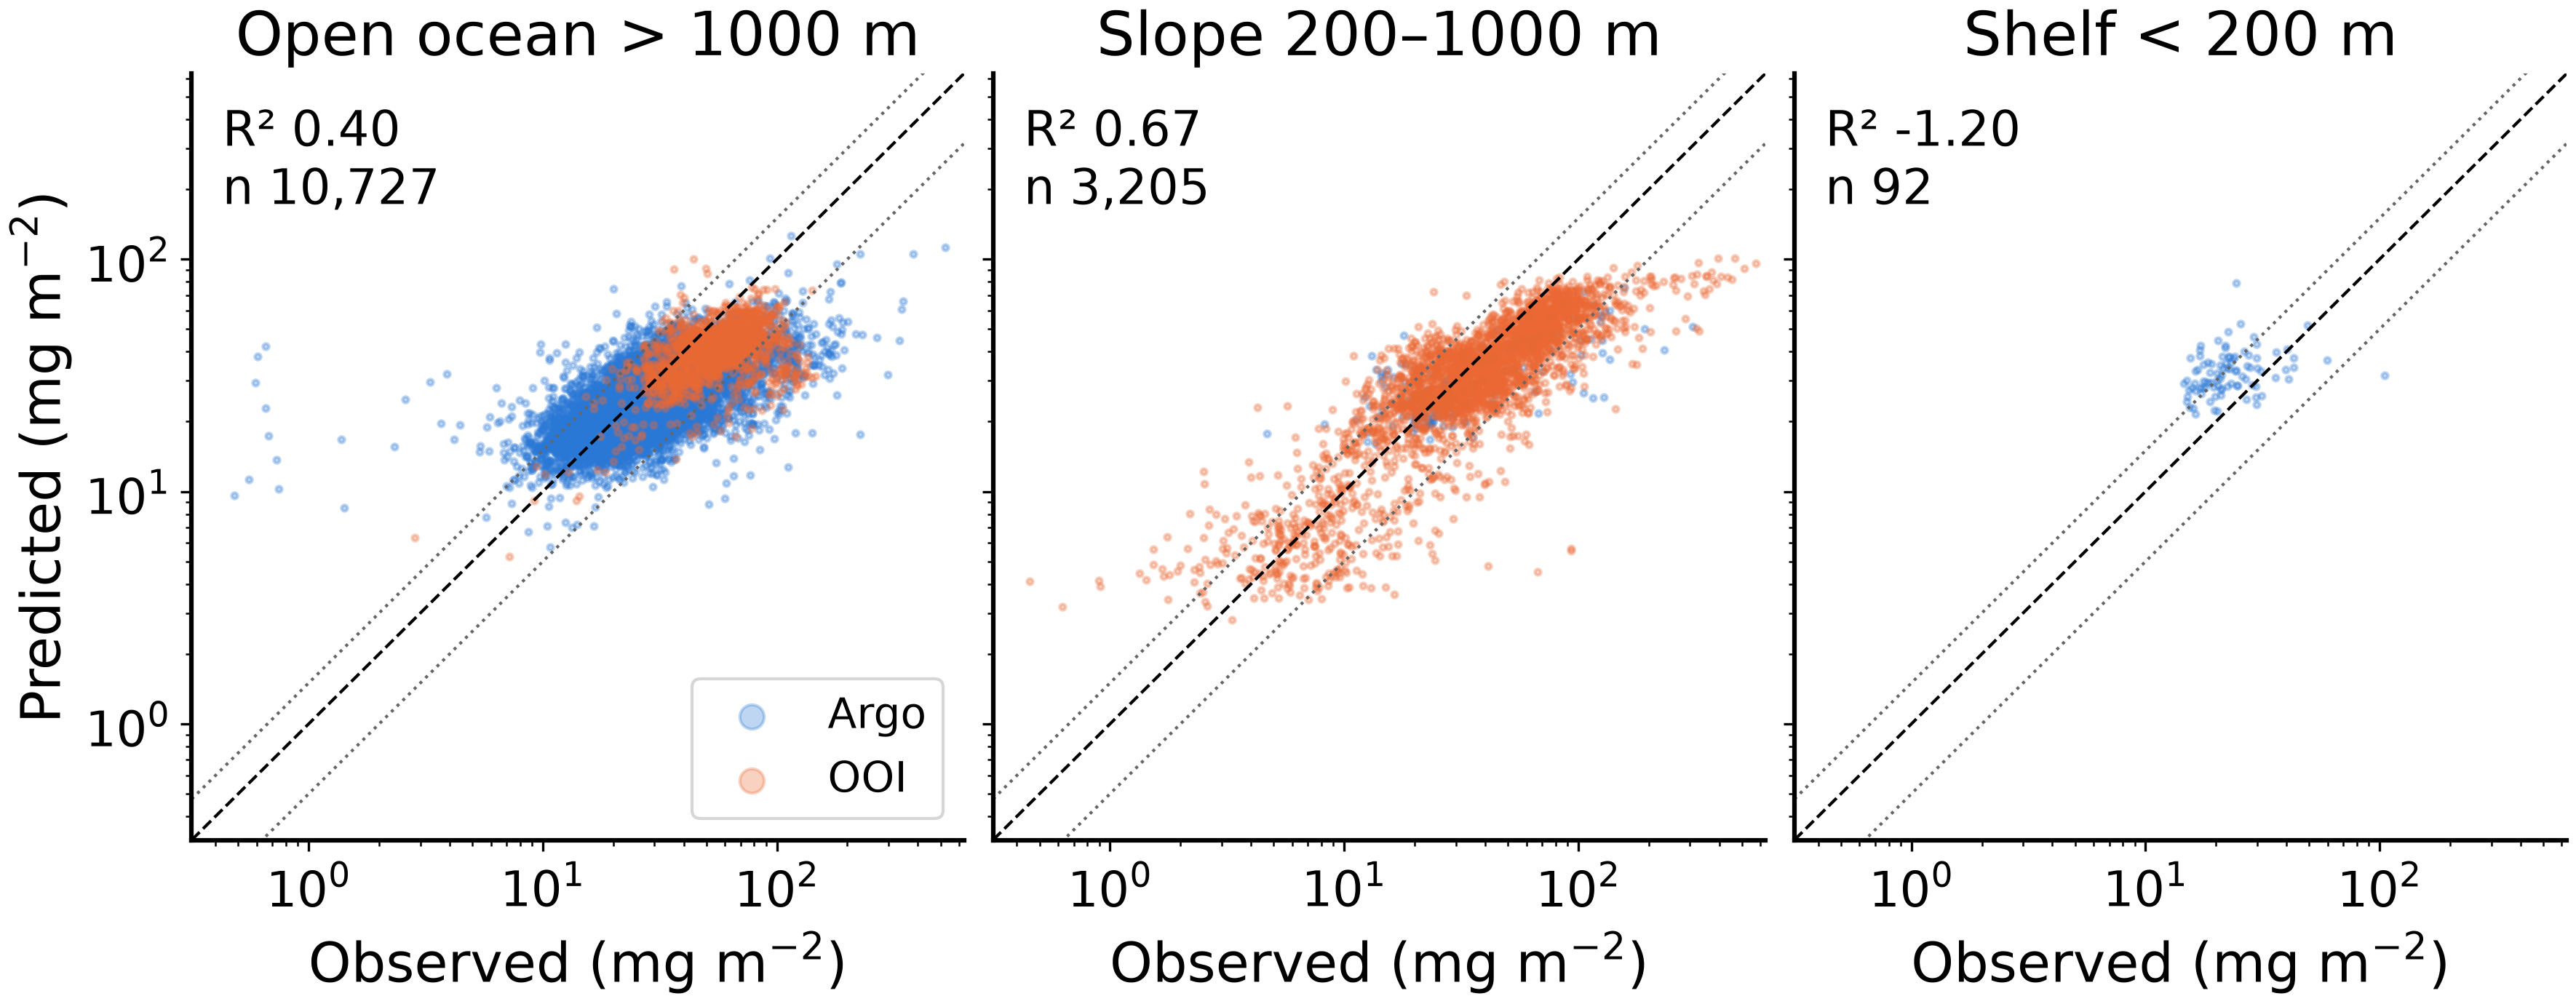 Open ocean > 1000 m
Slope 200–1000 m
Shelf < 200 m
R² 0.40
n 10,727
R² 0.67
n 3,205
R² -1.20
n 92
Predicted (mg m⁻²)
10²
10¹
10⁰
Argo
OOI
10⁰ 10¹ 10²
10⁰ 10¹ 10²
10⁰ 10¹ 10²
Observed (mg m⁻²)
Observed (mg m⁻²)
Observed (mg m⁻²)